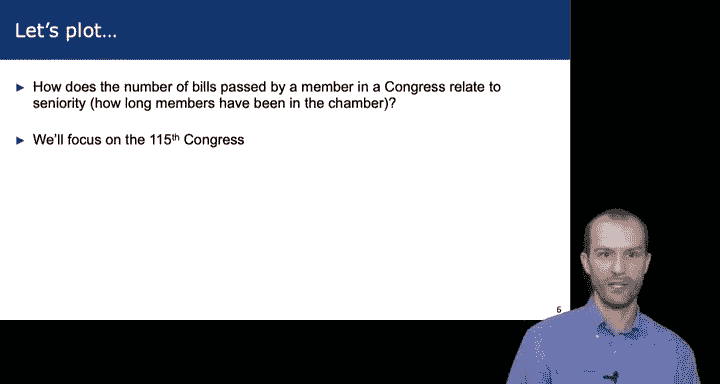 Let's plot...
► How does the number of bills passed by a member in a Congress relate to
seniority (how long members have been in the chamber)?
► We'll focus on the 115th Congress
6